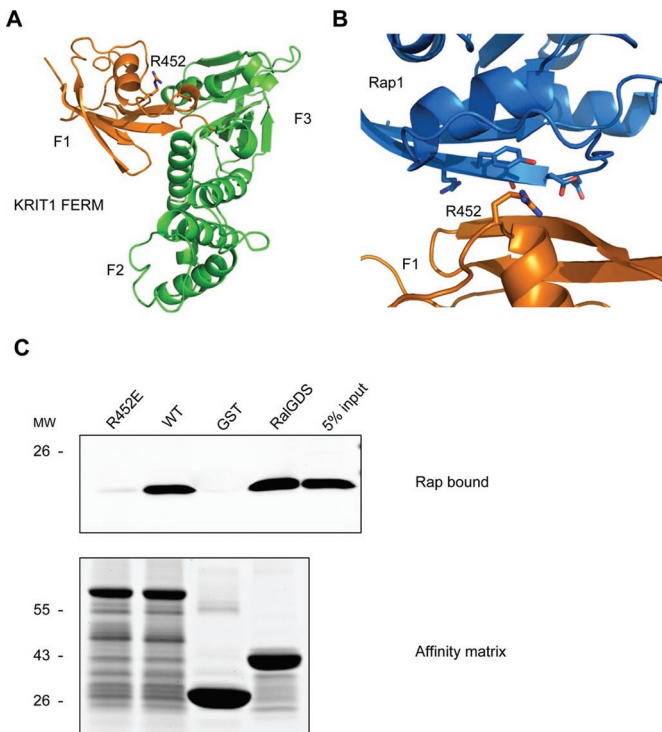 A
R452
F1
F3
KRIT1 FERM
F2
B
Rap1
R452
F1
C
MW
R452E
WT
GST
RalGDS
5% input
26 -
Rap bound
55 -
43 -
Affinity matrix
26 -